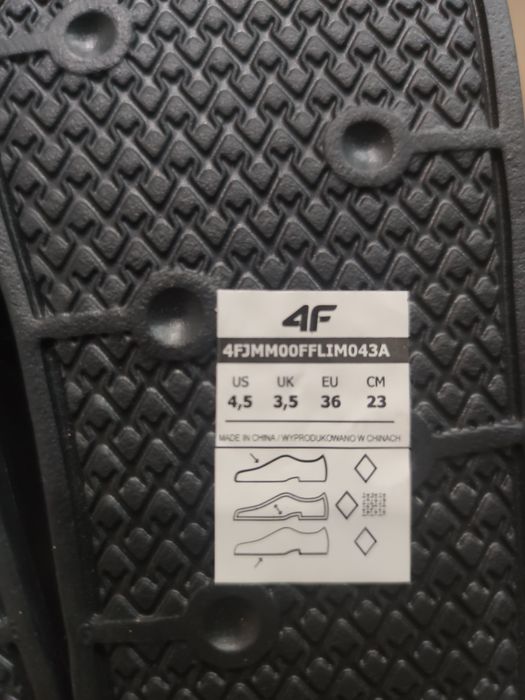 4F
4FJMM00FFLIM043A
US UK EU CM
4,5 3,5 36 23
MADE IN CHINA / WYPRODUKOWANO W CHINACH